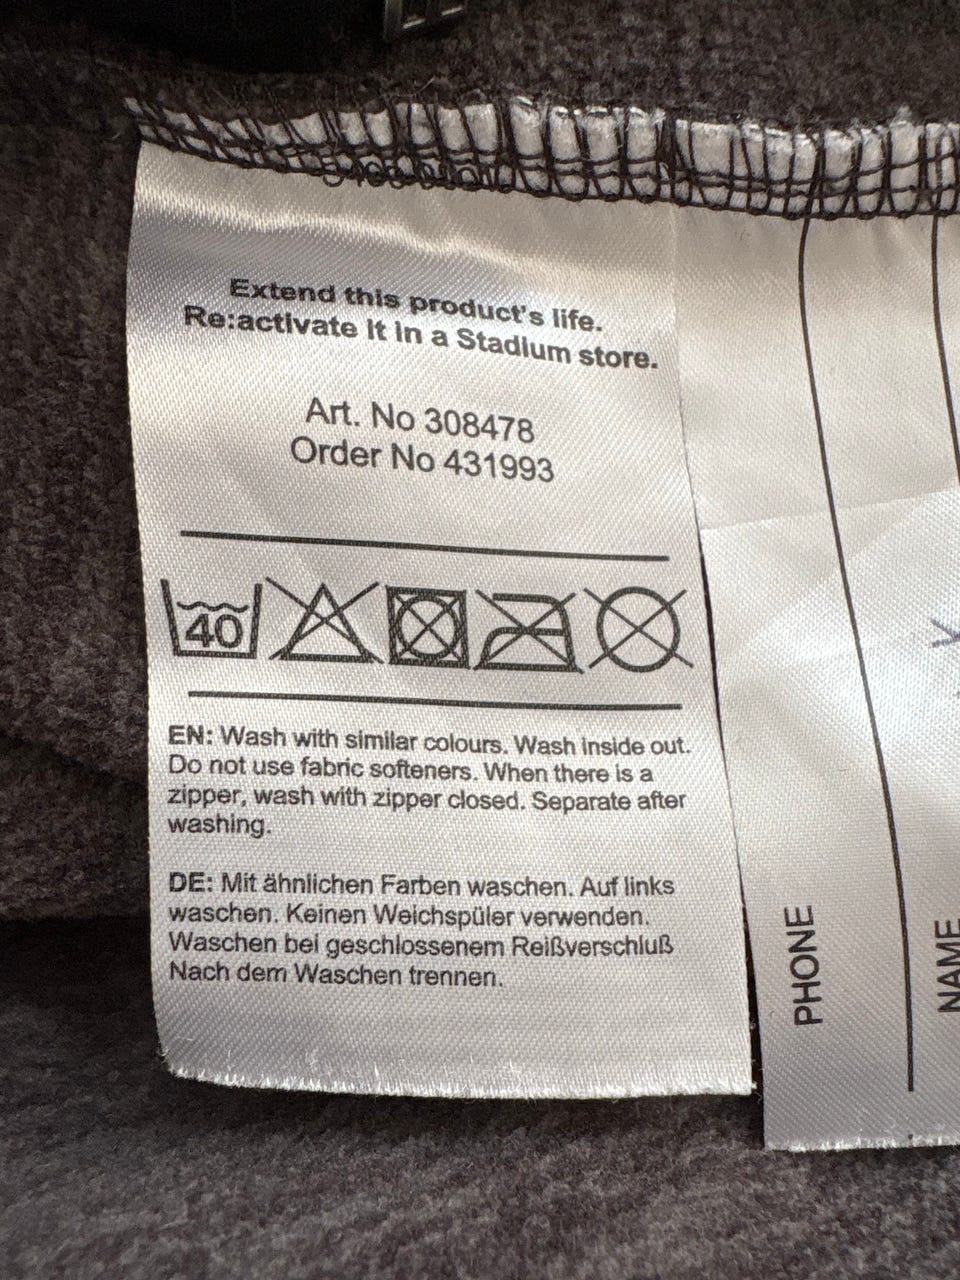 Extend this product's life.
Re:activate it in a Stadium store.
Art. No 308478
Order No 431993
40
EN: Wash with similar colours. Wash inside out.
Do not use fabric softeners. When there is a
zipper, wash with zipper closed. Separate after
washing.
DE: Mit ähnlichen Farben waschen. Auf links
waschen. Keinen Weichspüler verwenden.
Waschen bei geschlossenem Reißverschluß
Nach dem Waschen trennen.
PHONE
NAME
K